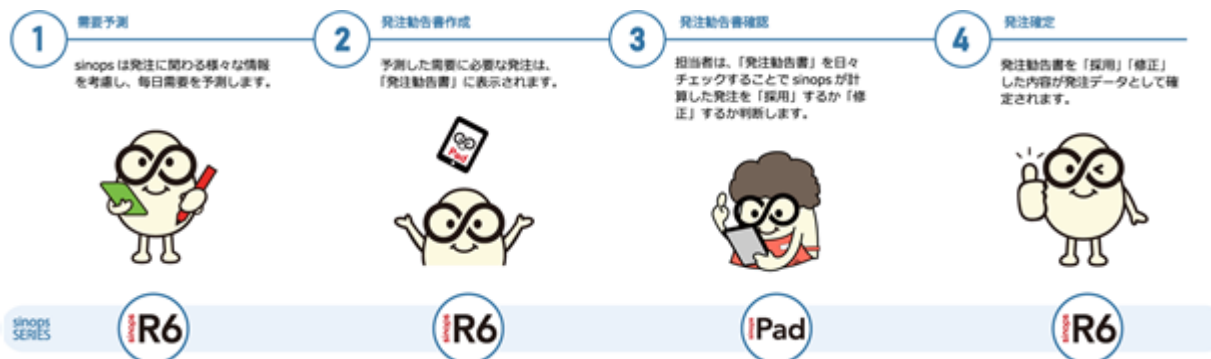 1
需要予測
sinops は発注に関わる様々な情報
を考慮し、毎日需要を予測します。
2
発注勧告書作成
予測した需要に必要な発注は、
「発注勧告書」に表示されます。
Pad
3
発注勧告書確認
担当者は、「発注勧告書」を日々
チェックすることで sinops が計
算した発注を「採用」するか「修
正」するか判断します。
4
発注確定
発注勧告書を「採用」「修正」
した内容が発注データとして確
定されます。
sinops
SERIES
sinops R6
sinops R6
sinops Pad
sinops R6